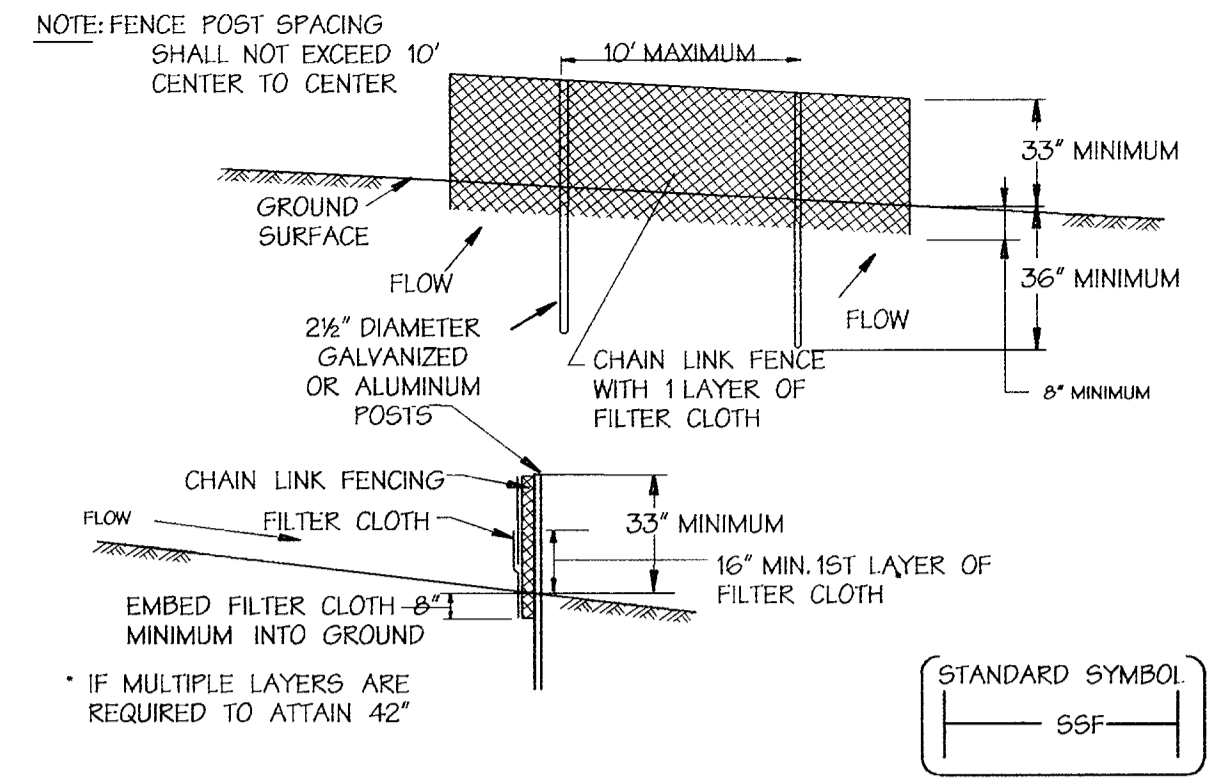 NOTE: FENCE POST SPACING
SHALL NOT EXCEED 10'
CENTER TO CENTER
10' MAXIMUM
33" MINIMUM
GROUND
SURFACE
FLOW
36" MINIMUM
FLOW
2½" DIAMETER
GALVANIZED
OR ALUMINUM
POSTS
CHAIN LINK FENCE
WITH 1 LAYER OF
FILTER CLOTH
8" MINIMUM
CHAIN LINK FENCING
FLOW
FILTER CLOTH
33" MINIMUM
16" MIN. 1ST LAYER OF
FILTER CLOTH*
EMBED FILTER CLOTH 8"
MINIMUM INTO GROUND
* IF MULTIPLE LAYERS ARE
REQUIRED TO ATTAIN 42"
STANDARD SYMBOL
SSF